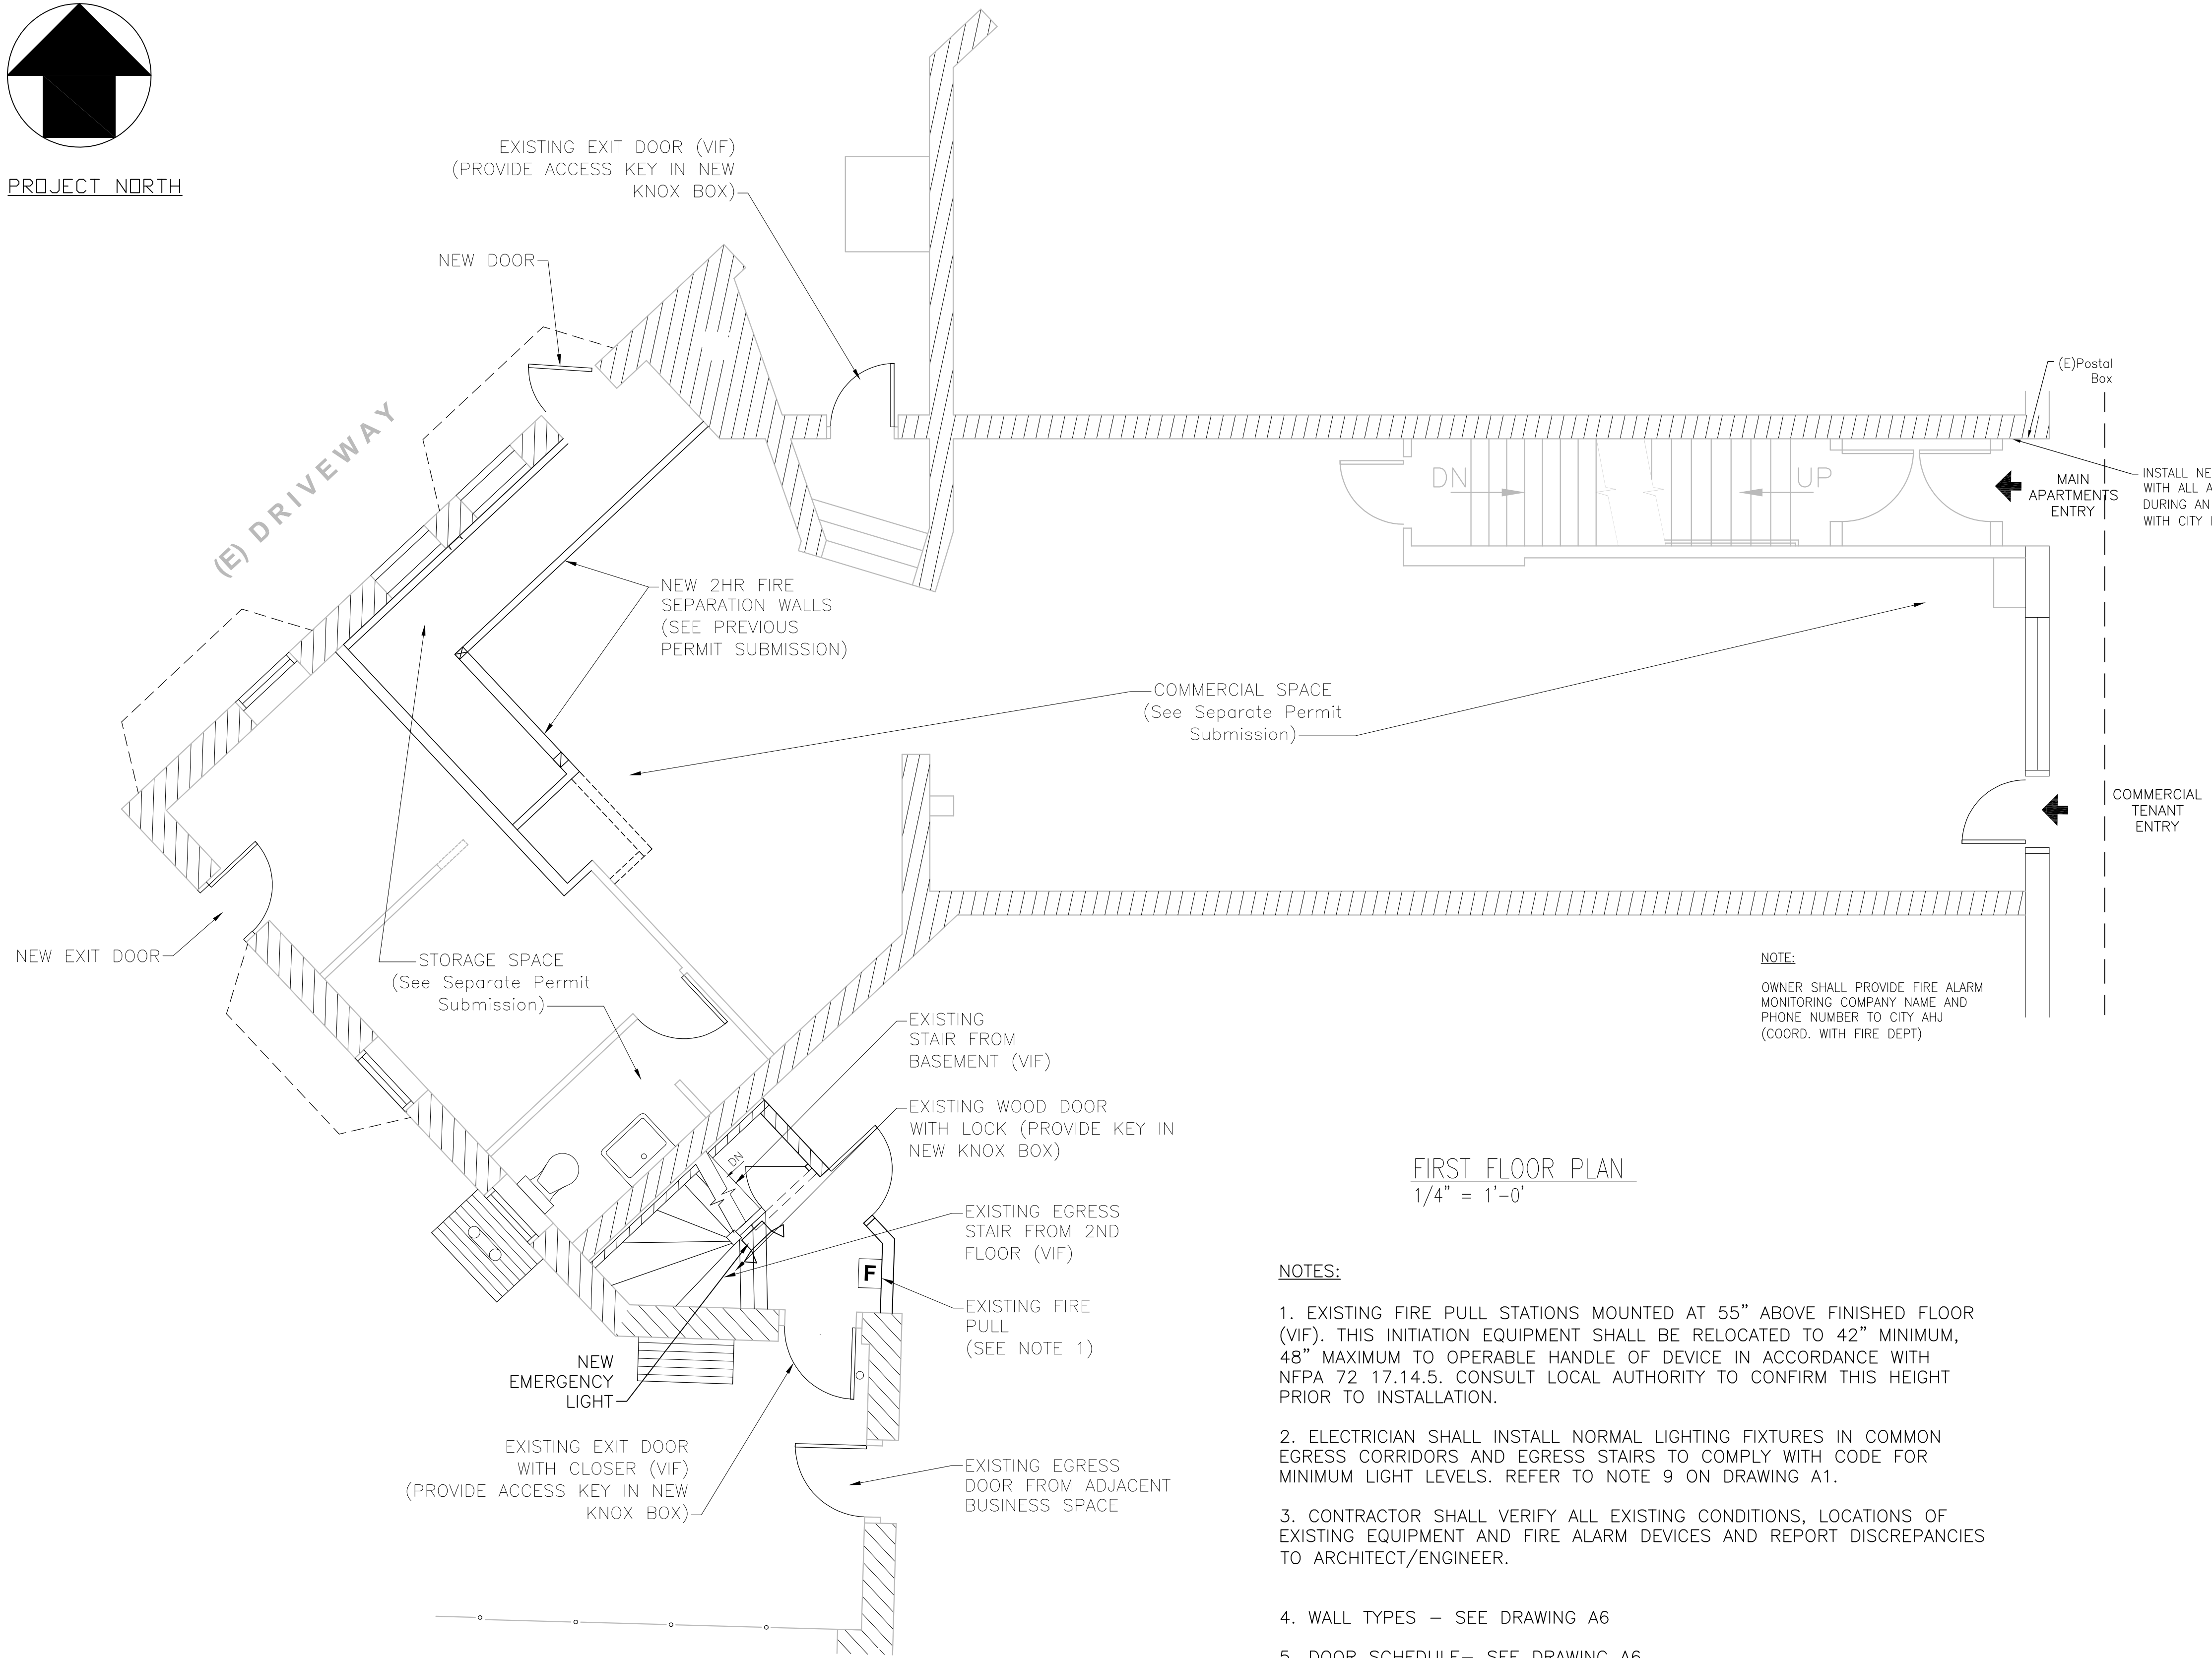 PROJECT NORTH
EXISTING EXIT DOOR (VIF)
(PROVIDE ACCESS KEY IN NEW
KNOX BOX)
NEW DOOR
(E) DRIVEWAY
(E)Postal
Box
DN
UP
MAIN
APARTMENTS
ENTRY
INSTALL
WITH ALL
DURING AN
WITH CITY
NEW 2HR FIRE
SEPARATION WALLS
(SEE PREVIOUS
PERMIT SUBMISSION)
COMMERCIAL SPACE
(See Separate Permit
Submission)
COMMERCIAL
TENANT
ENTRY
NEW EXIT DOOR
STORAGE SPACE
(See Separate Permit
Submission)
NOTE:
OWNER SHALL PROVIDE FIRE ALARM
MONITORING COMPANY NAME AND
PHONE NUMBER TO CITY AHJ
(COORD. WITH FIRE DEPT)
EXISTING
STAIR FROM
BASEMENT (VIF)
EXISTING WOOD DOOR
WITH LOCK (PROVIDE KEY IN
NEW KNOX BOX)
DN
EXISTING EGRESS
STAIR FROM 2ND
FLOOR (VIF)
F
EXISTING FIRE
PULL
(SEE NOTE 1)
NEW
EMERGENCY
LIGHT
EXISTING EXIT DOOR
WITH CLOSER (VIF)
(PROVIDE ACCESS KEY IN NEW
KNOX BOX)
EXISTING EGRESS
DOOR FROM ADJACENT
BUSINESS SPACE
FIRST FLOOR PLAN
1/4" = 1'-0'
NOTES:
1. EXISTING FIRE PULL STATIONS MOUNTED AT 55" ABOVE FINISHED FLOOR
(VIF). THIS INITIATION EQUIPMENT SHALL BE RELOCATED TO 42" MINIMUM,
48" MAXIMUM TO OPERABLE HANDLE OF DEVICE IN ACCORDANCE WITH
NFPA 72 17.14.5. CONSULT LOCAL AUTHORITY TO CONFIRM THIS HEIGHT
PRIOR TO INSTALLATION.
2. ELECTRICIAN SHALL INSTALL NORMAL LIGHTING FIXTURES IN COMMON
EGRESS CORRIDORS AND EGRESS STAIRS TO COMPLY WITH CODE FOR
MINIMUM LIGHT LEVELS. REFER TO NOTE 9 ON DRAWING A1.
3. CONTRACTOR SHALL VERIFY ALL EXISTING CONDITIONS, LOCATIONS OF
EXISTING EQUIPMENT AND FIRE ALARM DEVICES AND REPORT DISCREPANCIES
TO ARCHITECT/ENGINEER.
4. WALL TYPES – SEE DRAWING A6
5. DOOR SCHEDULE– SEE DRAWING A6